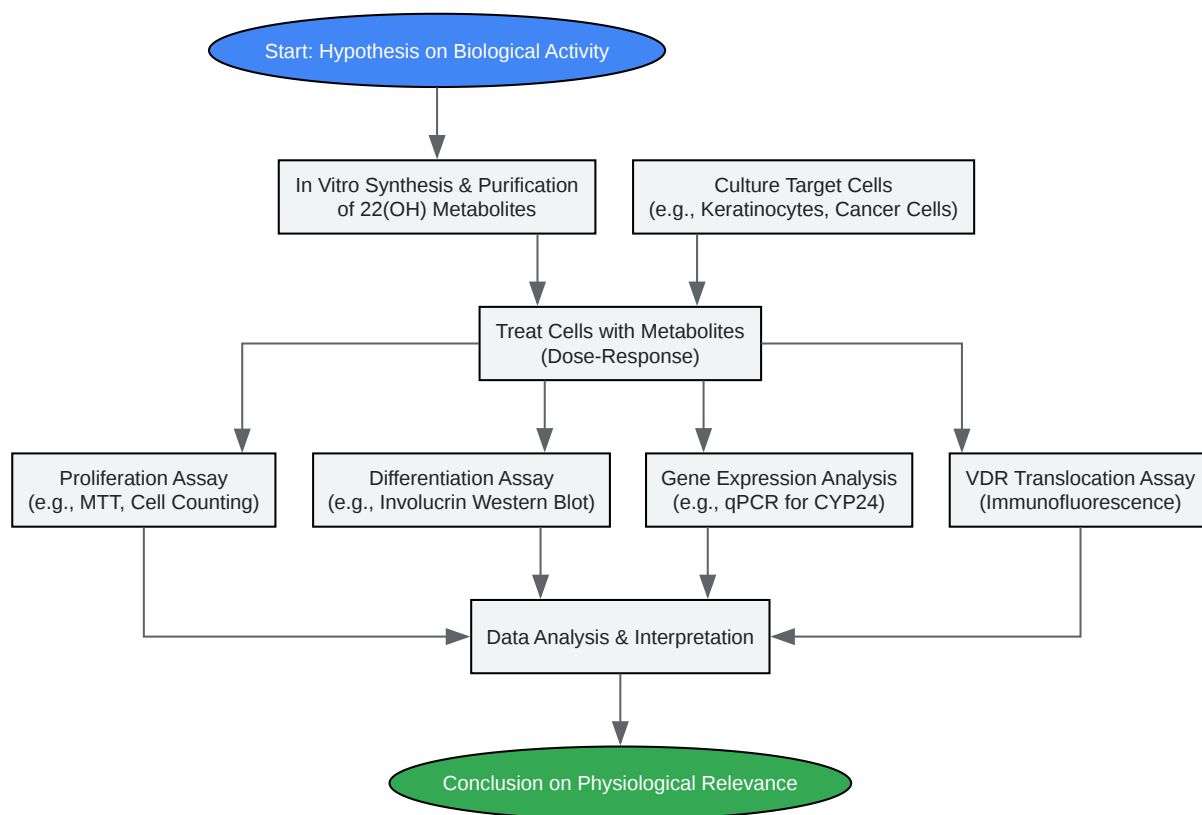 Start: Hypothesis on Biological Activity
In Vitro Synthesis & Purification
of 22(OH) Metabolites
Culture Target Cells
(e.g., Keratinocytes, Cancer Cells)
Treat Cells with Metabolites
(Dose-Response)
Proliferation Assay
(e.g., MTT, Cell Counting)
Differentiation Assay
(e.g., Involucrin Western Blot)
Gene Expression Analysis
(e.g., qPCR for CYP24)
VDR Translocation Assay
(Immunofluorescence)
Data Analysis & Interpretation
Conclusion on Physiological Relevance